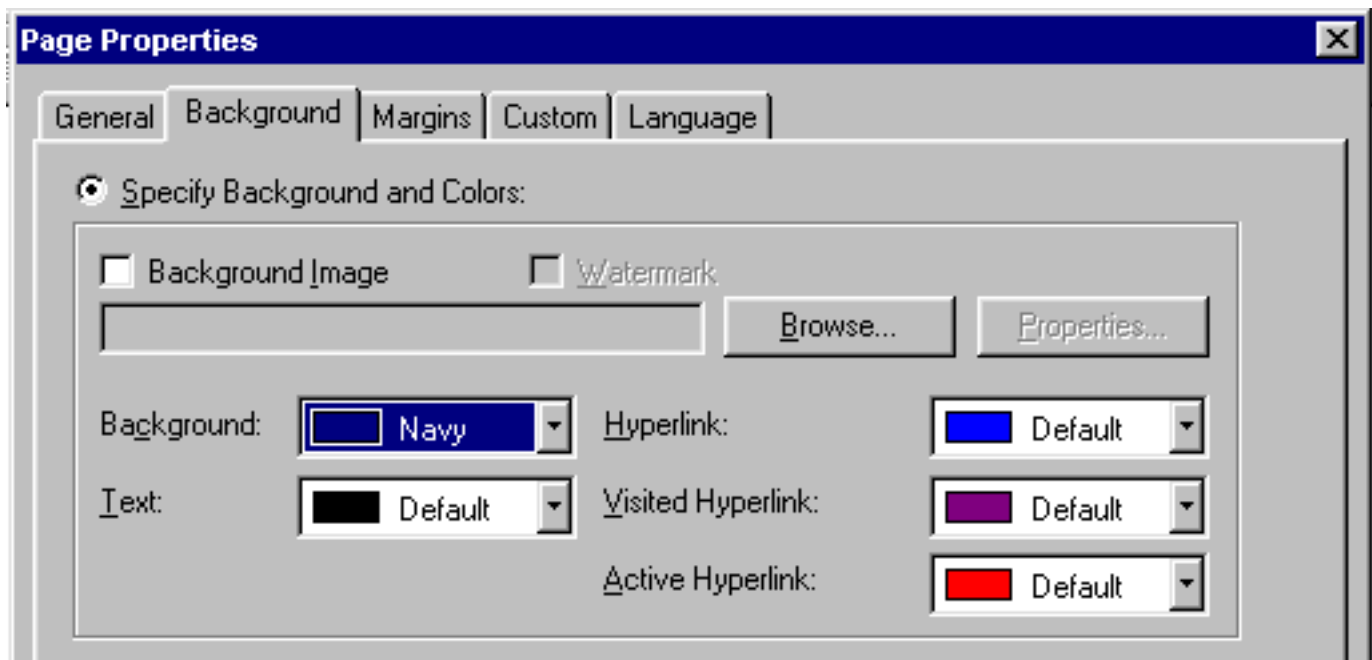 Page Properties
General Background Margins Custom Language
Specify Background and Colors:
Background Image Watermark
Browse... Properties...
Background: Navy Hyperlink: Default
Text: Default Visited Hyperlink: Default
Active Hyperlink: Default